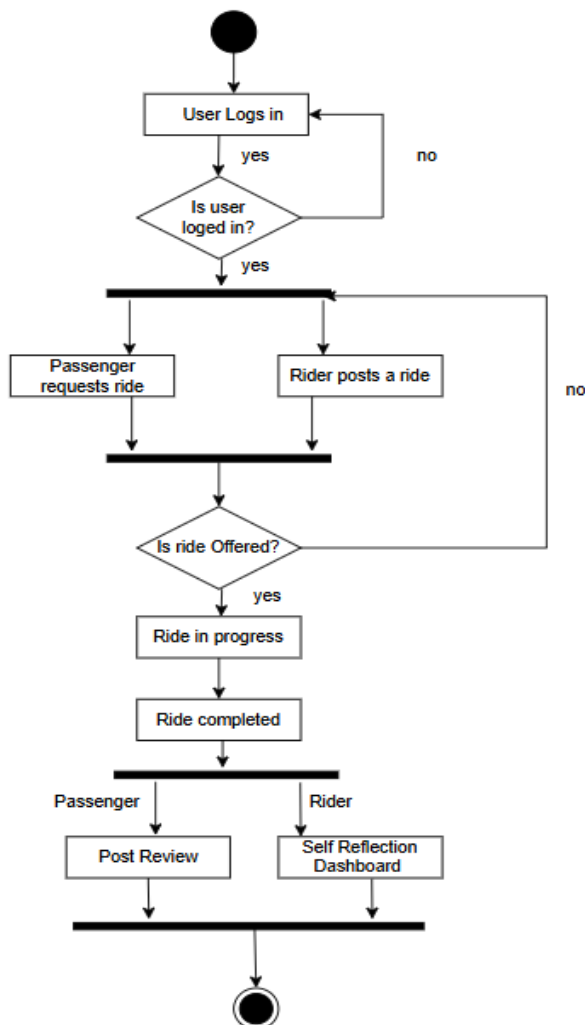 User Logs in
yes
no
Is user
loged in?
yes
Passenger
requests ride
Rider posts a ride
no
Is ride Offered?
yes
Ride in progress
Ride completed
Passenger
Rider
Post Review
Self Reflection
Dashboard